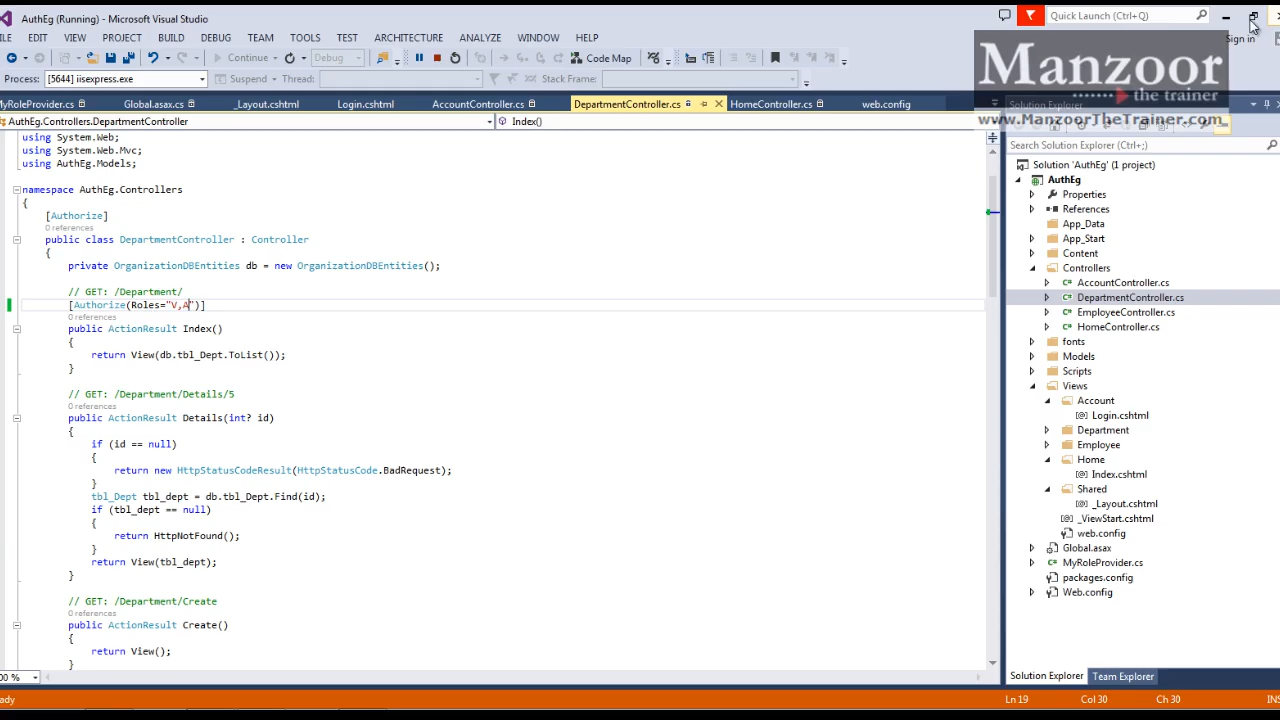 AuthEg (Running) - Microsoft Visual Studio
Quick Launch (Ctrl+Q)
EDIT VIEW PROJECT BUILD DEBUG TEAM TOOLS TEST ARCHITECTURE ANALYZE WINDOW HELP
Sign in
Continue Debug Code Map
Process: [5644] iisexpress.exe Suspend Thread: Stack Frame:
Manzoor
the trainer
www.ManzoorTheTrainer.com
MyRoleProvider.cs Global.asax.cs _Layout.cshtml Login.cshtml AccountController.cs DepartmentController.cs HomeController.cs web.config
AuthEg.Controllers.DepartmentController Index()
using System.Web;
using System.Web.Mvc;
using AuthEg.Models;
namespace AuthEg.Controllers
{
[Authorize]
0 references
public class DepartmentController : Controller
{
private OrganizationDBEntities db = new OrganizationDBEntities();
// GET: /Department/
[Authorize(Roles="V,A")]
0 references
public ActionResult Index()
{
return View(db.tbl_Dept.ToList());
}
// GET: /Department/Details/5
0 references
public ActionResult Details(int? id)
{
if (id == null)
{
return new HttpStatusCodeResult(HttpStatusCode.BadRequest);
}
tbl_Dept tbl_dept = db.tbl_Dept.Find(id);
if (tbl_dept == null)
{
return HttpNotFound();
}
return View(tbl_dept);
}
// GET: /Department/Create
0 references
public ActionResult Create()
{
return View();
}
00 %
Solution Explorer
Search Solution Explorer (Ctrl+;)
Solution 'AuthEg' (1 project)
AuthEg
Properties
References
App_Data
App_Start
Content
Controllers
AccountController.cs
DepartmentController.cs
EmployeeController.cs
HomeController.cs
fonts
Models
Scripts
Views
Account
Login.cshtml
Department
Employee
Home
Index.cshtml
Shared
_Layout.cshtml
_ViewStart.cshtml
web.config
Global.asax
MyRoleProvider.cs
packages.config
Web.config
Solution Explorer Team Explorer
Ln 19 Col 30 Ch 30 INS